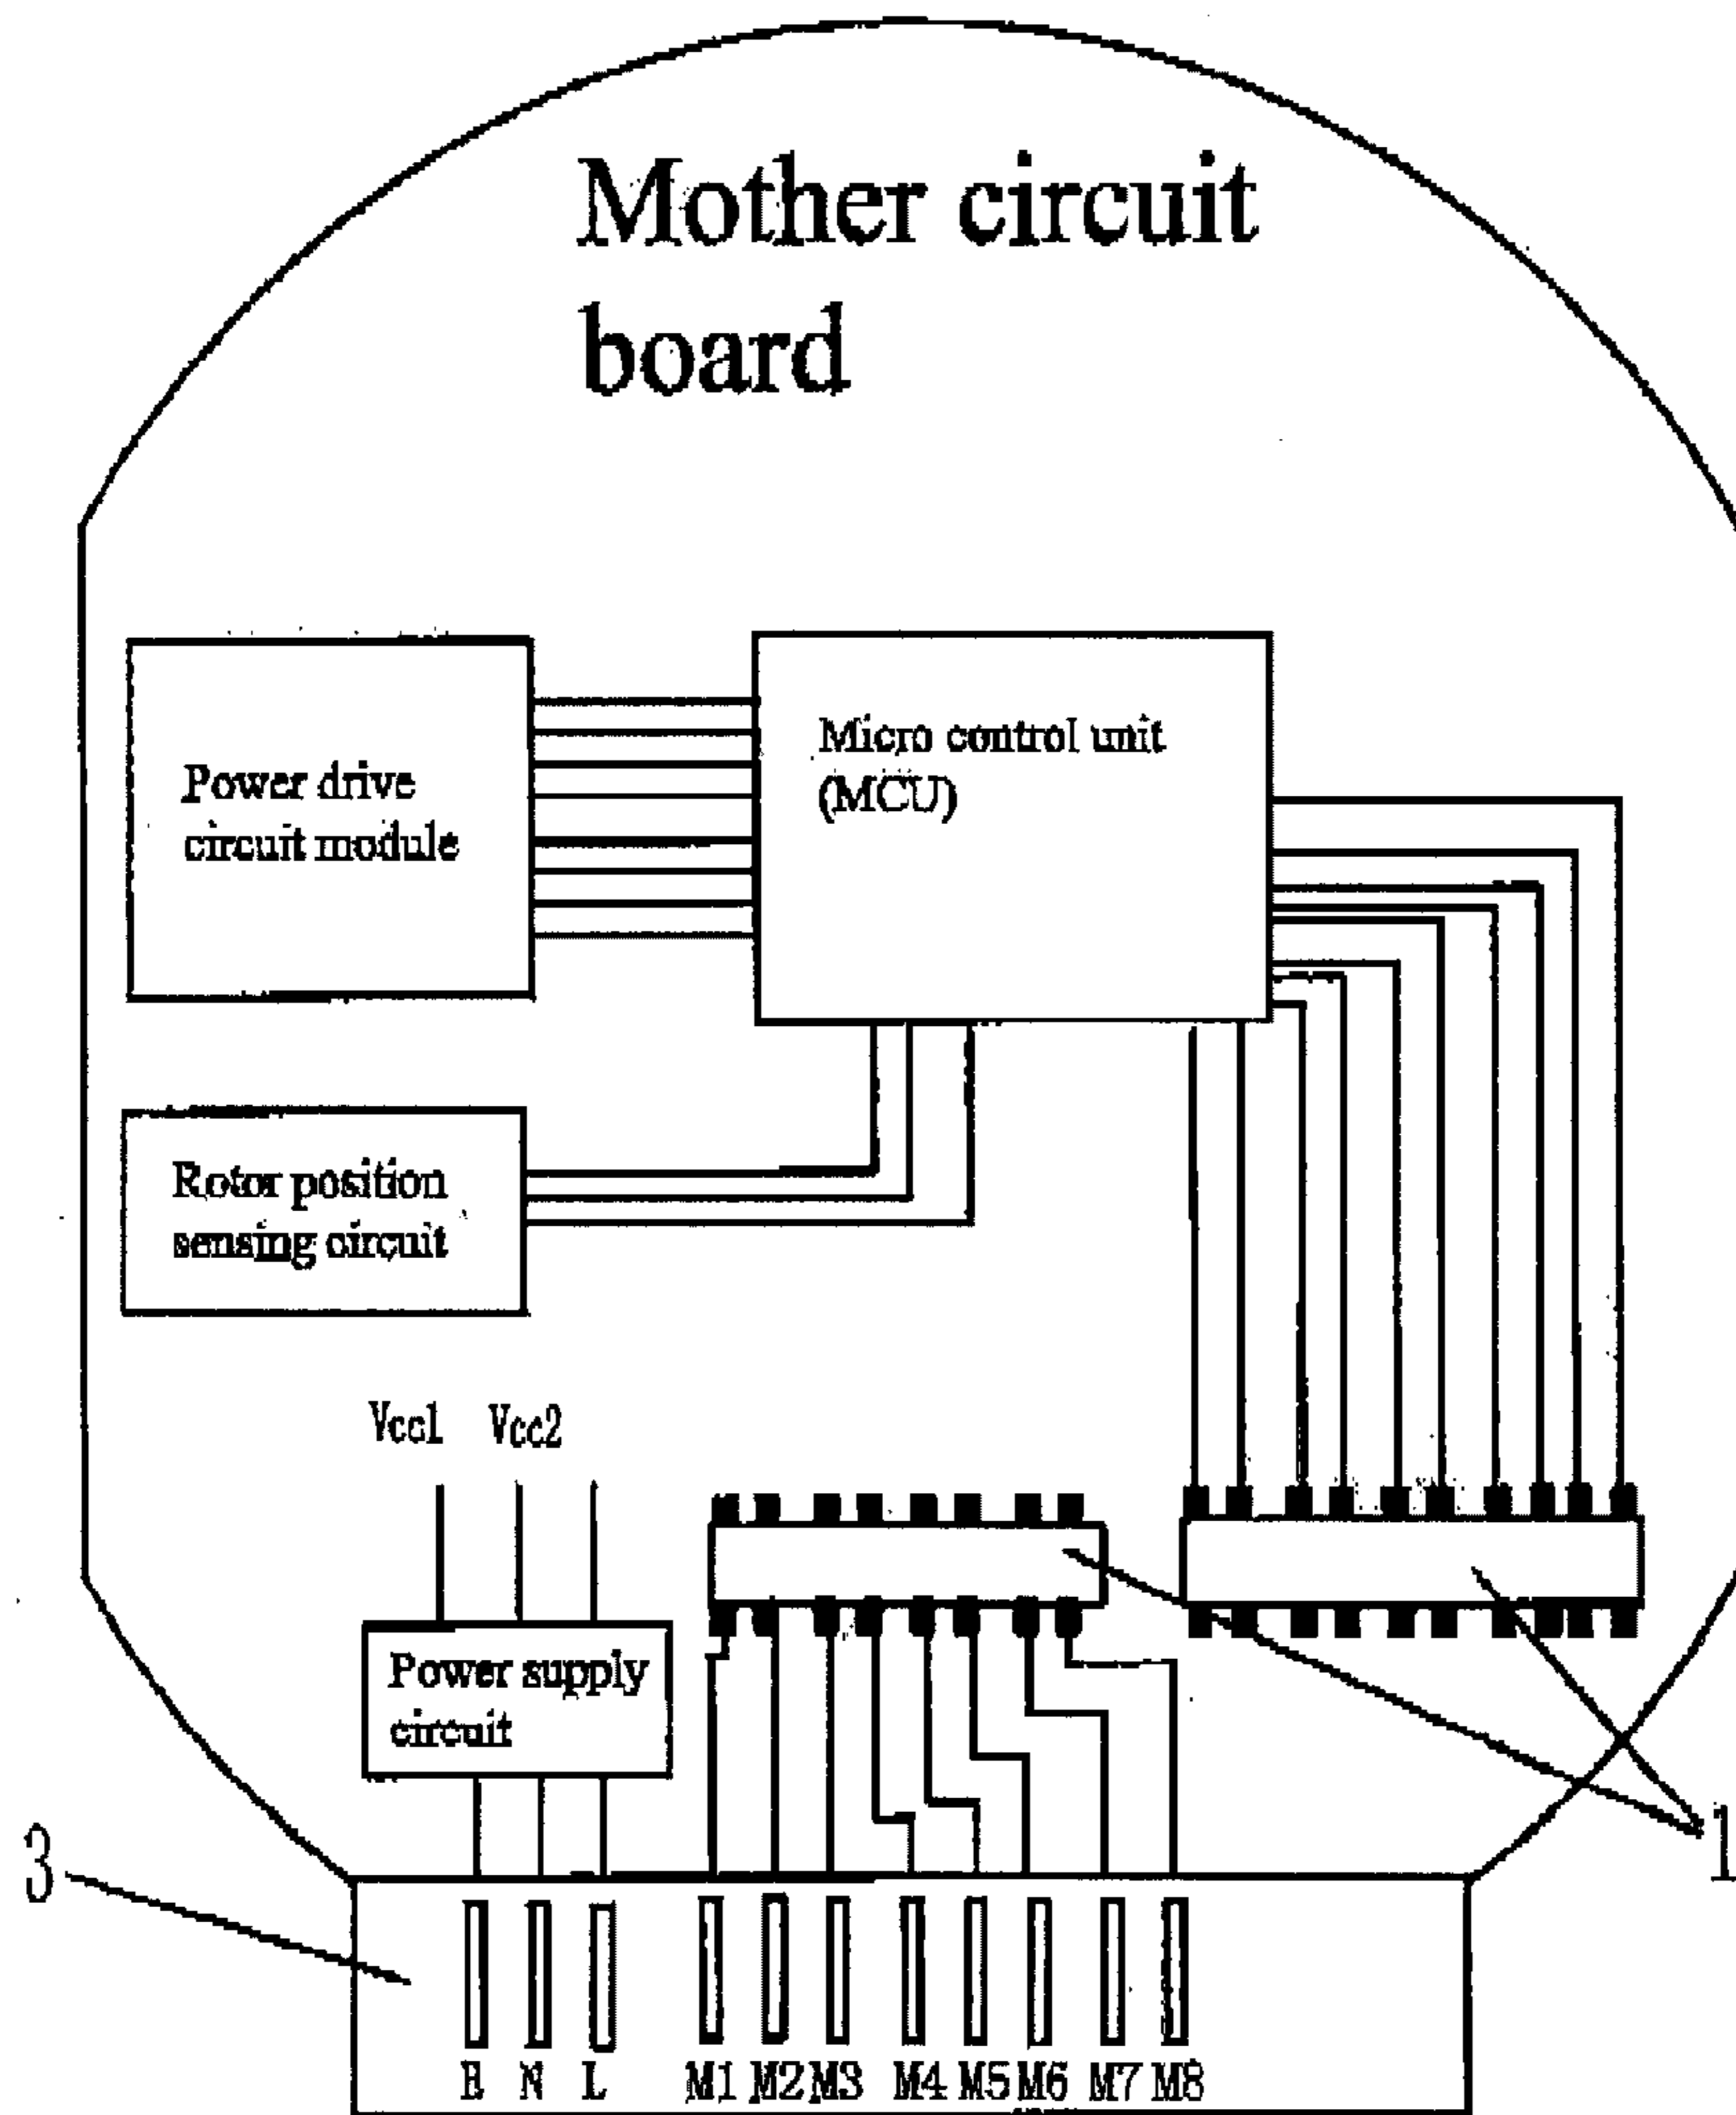 Mother circuit
board
Micro control unit
(MCU)
Power drive
circuit module
Rotor position
sensing circuit
Vcc1 Vcc2
Power supply
circuit
3
1
E N L M1 M2 M3 M4 M5 M6 M7 M8